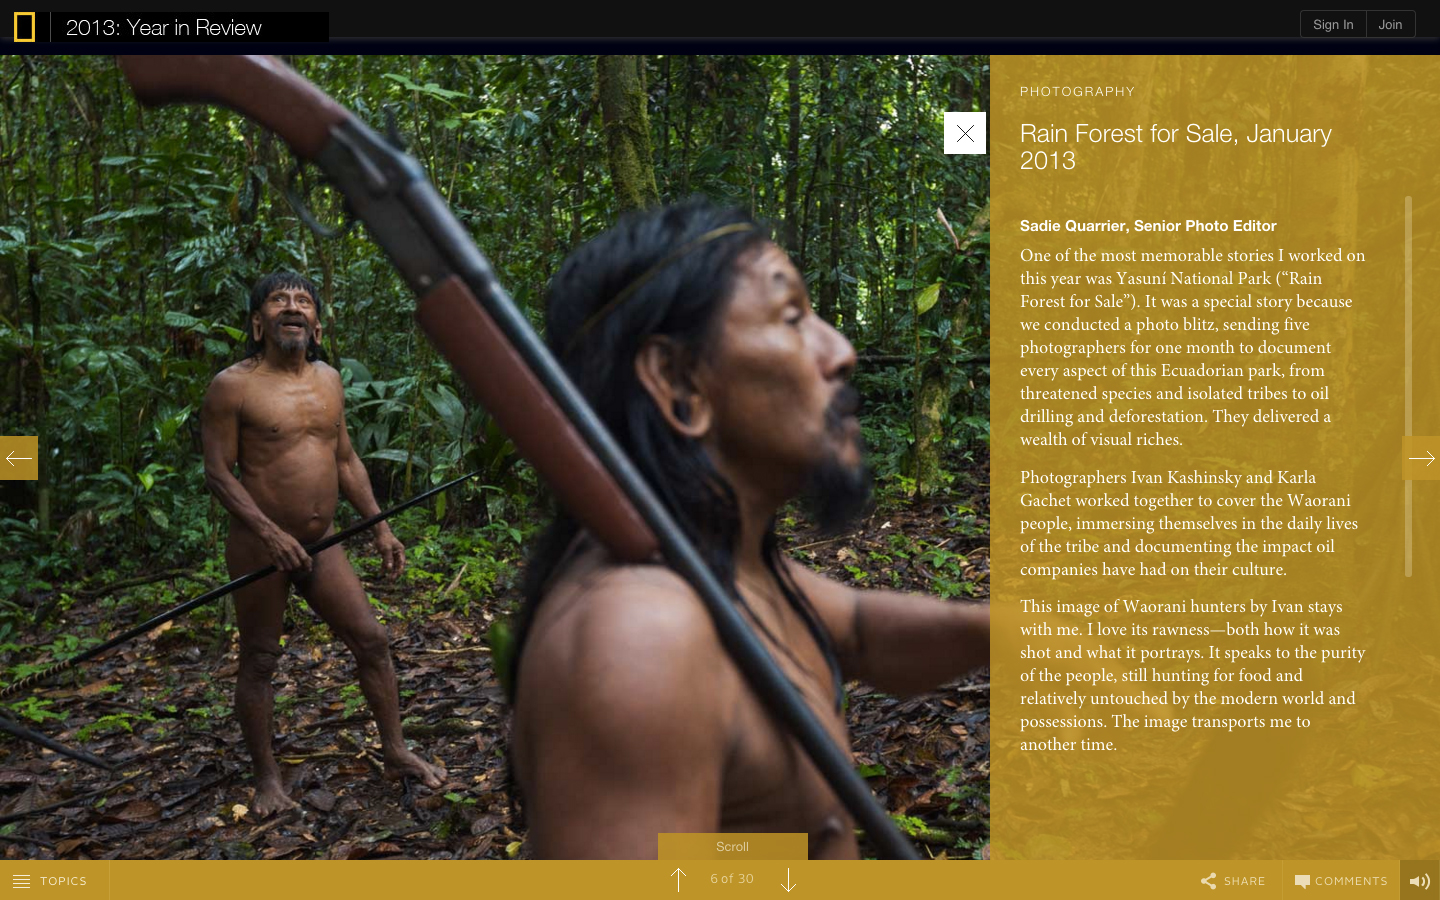 2013: Year in Review
Sign In
Join
PHOTOGRAPHY
Rain Forest for Sale, January
2013
Sadie Quarrier, Senior Photo Editor
One of the most memorable stories I worked on
this year was Yasuní National Park (“Rain
Forest for Sale”). It was a special story because
we conducted a photo blitz, sending five
photographers for one month to document
every aspect of this Ecuadorian park, from
threatened species and isolated tribes to oil
drilling and deforestation. They delivered a
wealth of visual riches.
Photographers Ivan Kashinsky and Karla
Gachet worked together to cover the Waorani
people, immersing themselves in the daily lives
of the tribe and documenting the impact oil
companies have had on their culture.
This image of Waorani hunters by Ivan stays
with me. I love its rawness—both how it was
shot and what it portrays. It speaks to the purity
of the people, still hunting for food and
relatively untouched by the modern world and
possessions. The image transports me to
another time.
Scroll
TOPICS
6 of 30
SHARE
COMMENTS